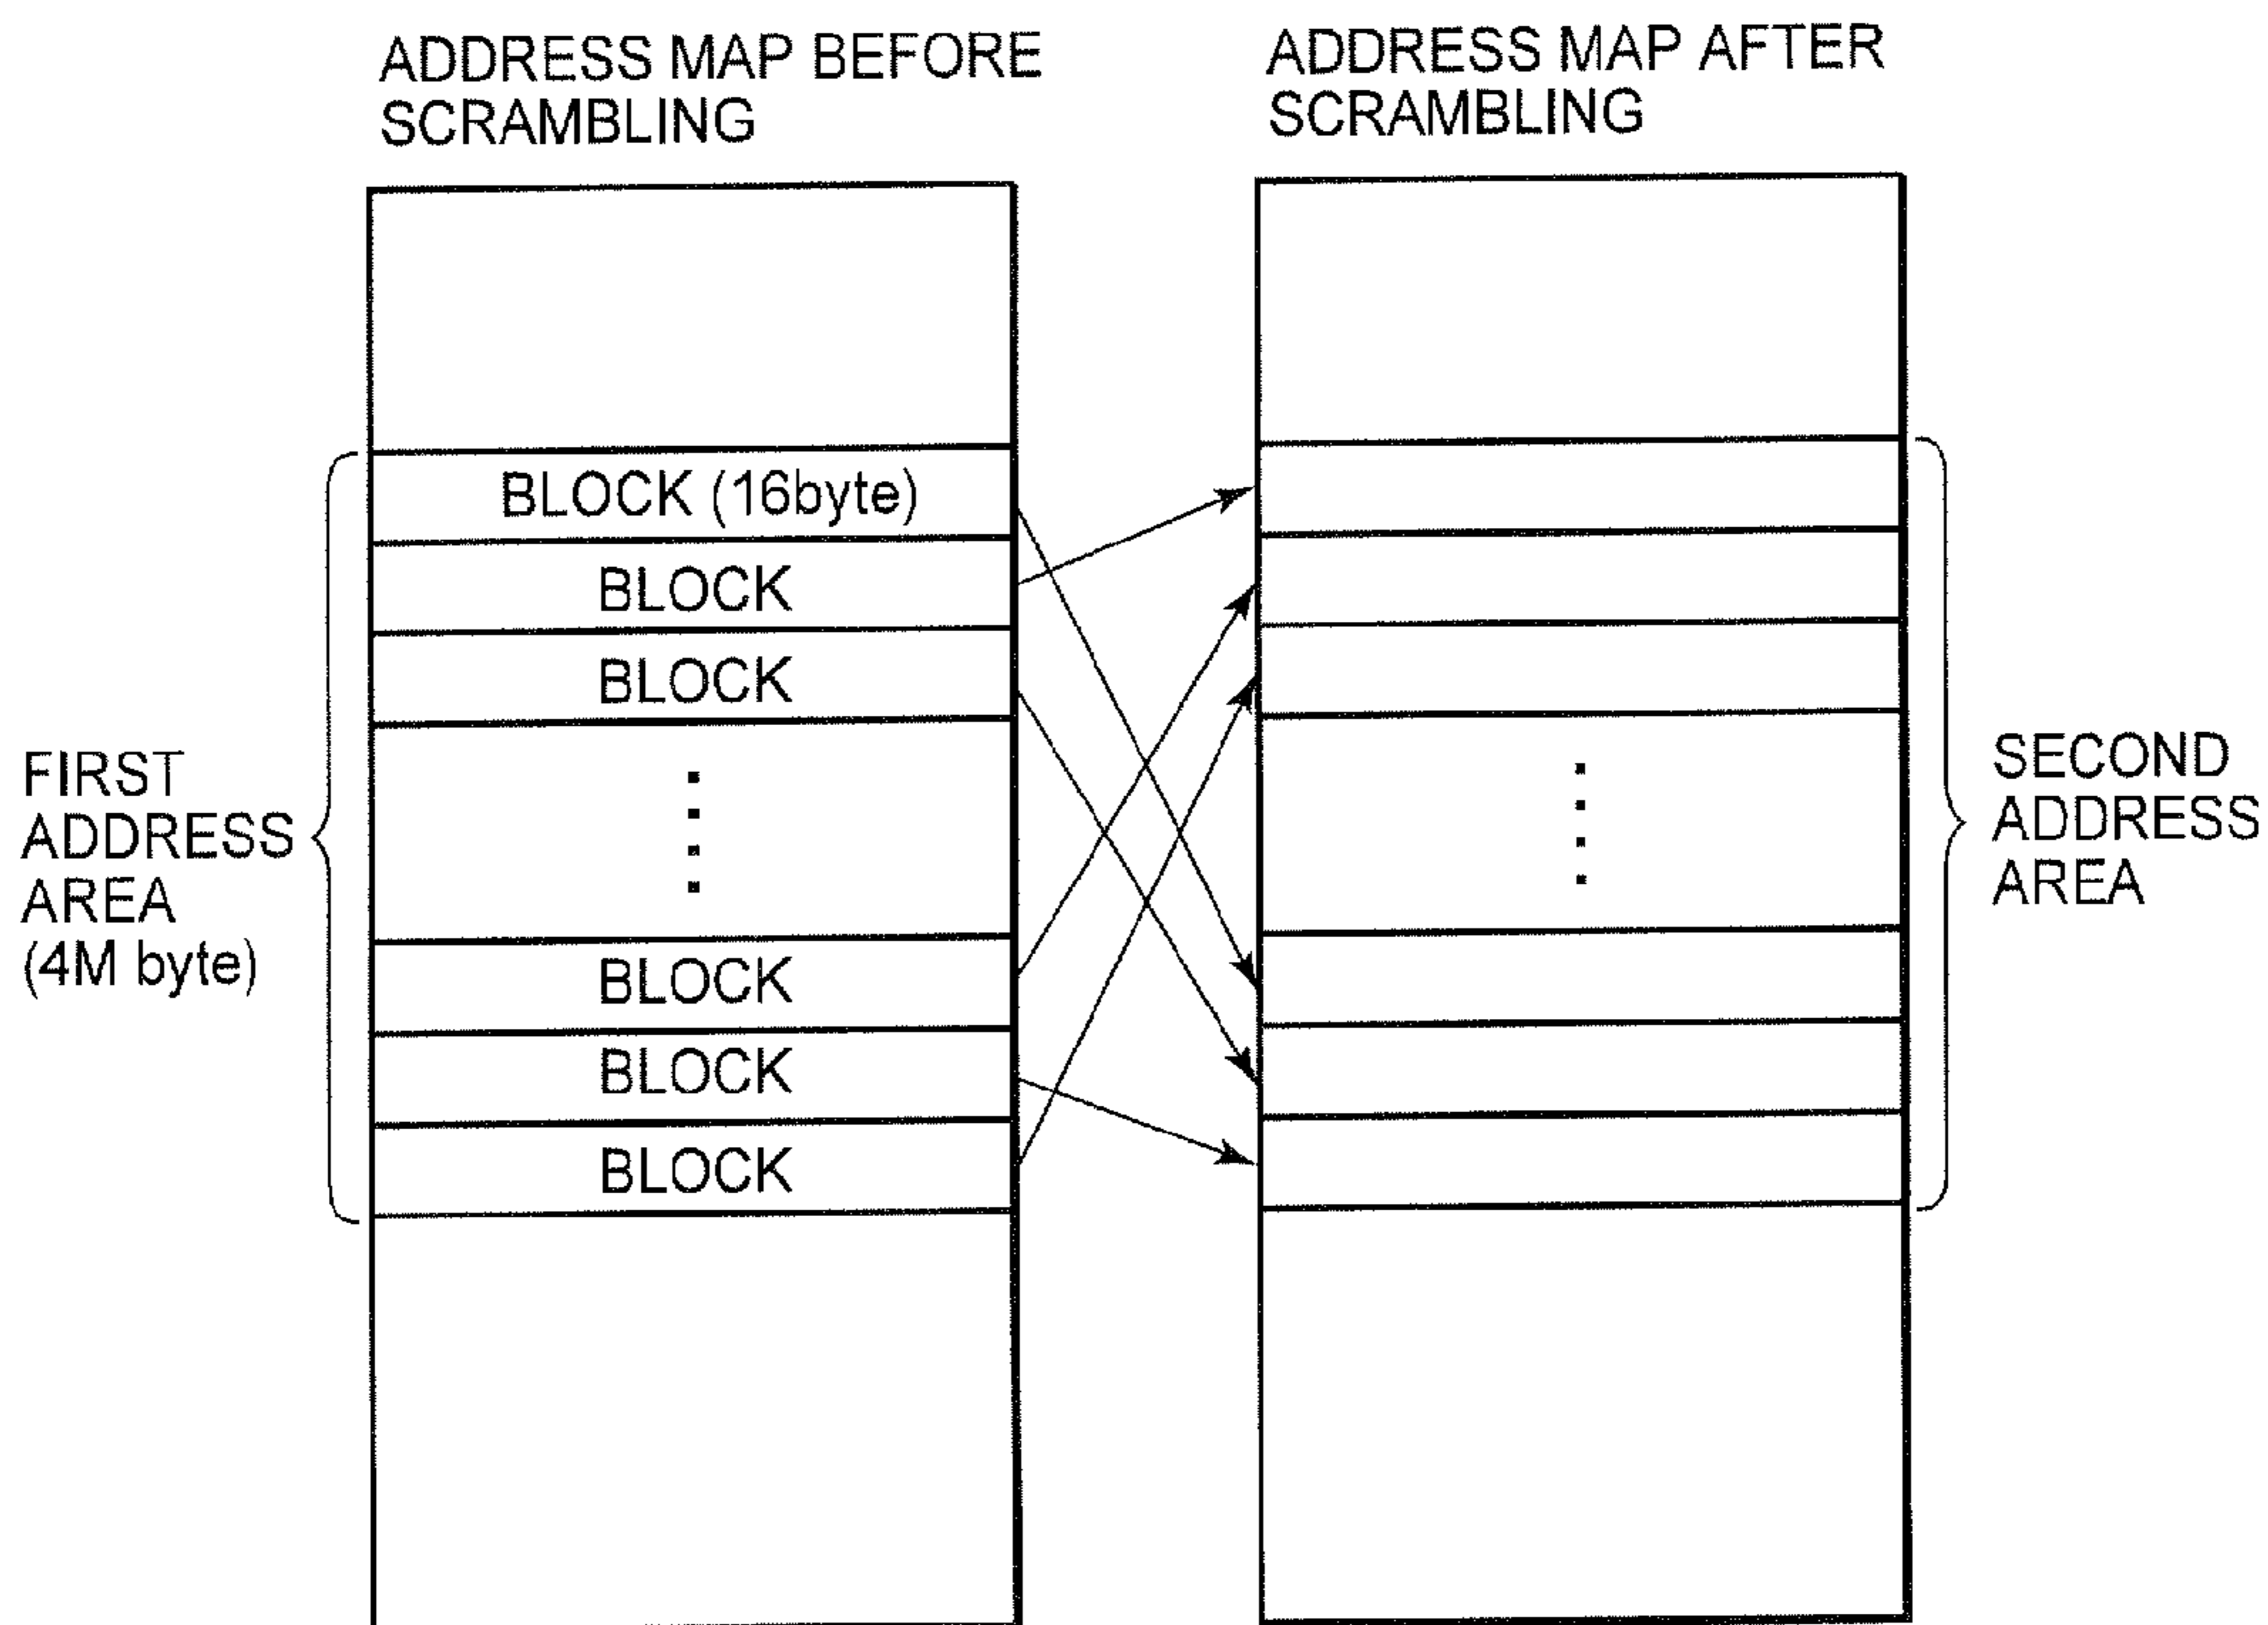 ADDRESS MAP BEFORE
SCRAMBLING
ADDRESS MAP AFTER
SCRAMBLING
BLOCK (16byte)
BLOCK
BLOCK
FIRST
ADDRESS
AREA
(4M byte)
SECOND
ADDRESS
AREA
BLOCK
BLOCK
BLOCK